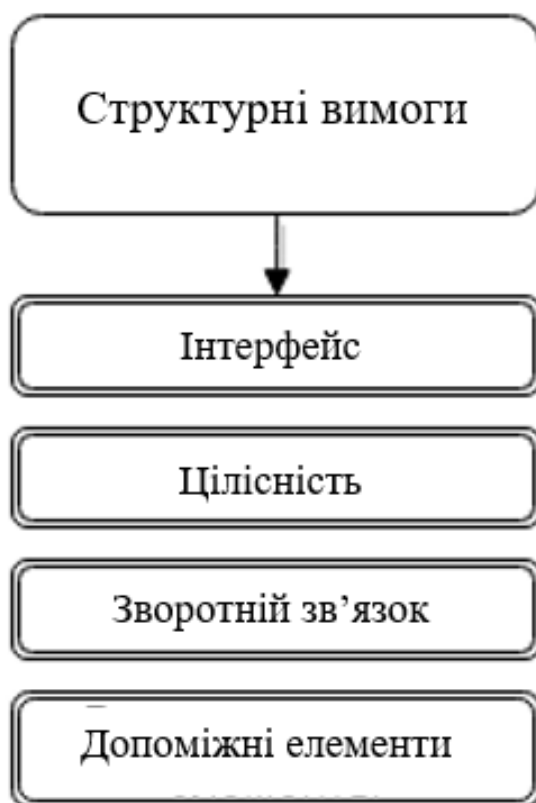 Структурні вимоги
Інтерфейс
Цілісність
Зворотній зв’язок
Допоміжні елементи